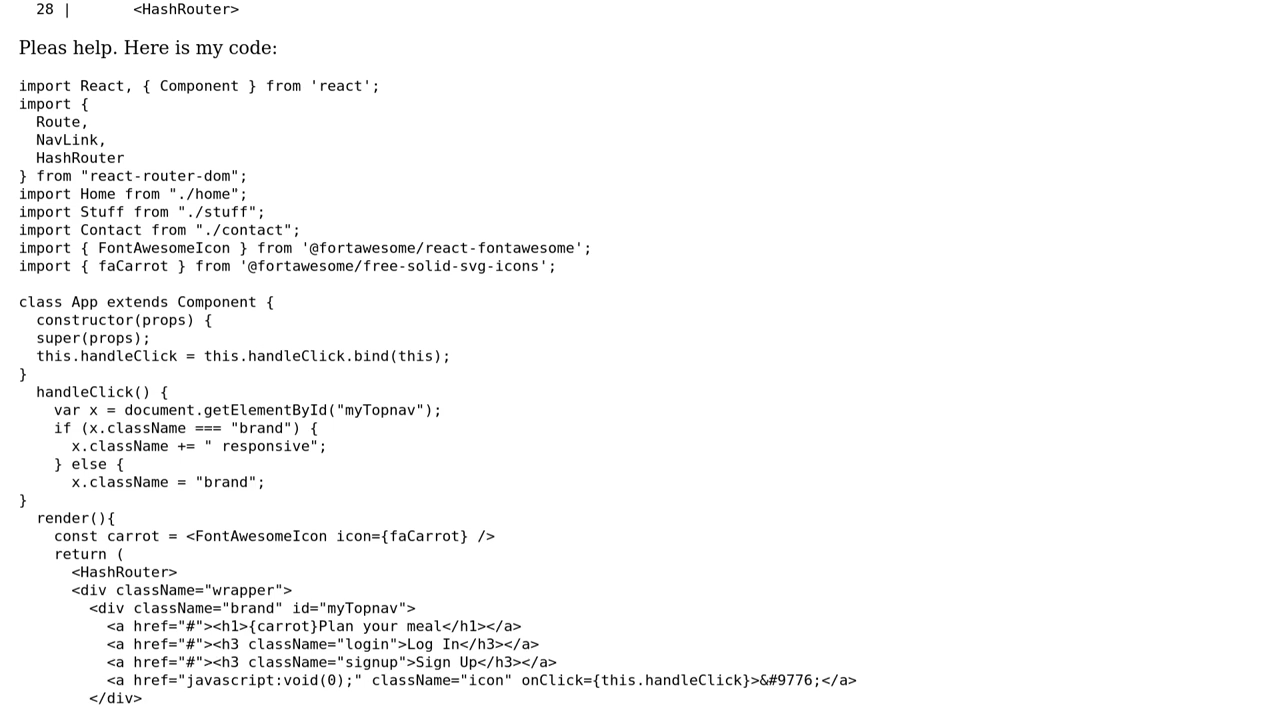 28 |       <HashRouter>
Pleas help. Here is my code:
import React, { Component } from 'react';
import {
  Route,
  NavLink,
  HashRouter
} from "react-router-dom";
import Home from "./home";
import Stuff from "./stuff";
import Contact from "./contact";
import { FontAwesomeIcon } from '@fortawesome/react-fontawesome';
import { faCarrot } from '@fortawesome/free-solid-svg-icons';
class App extends Component {
  constructor(props) {
  super(props);
  this.handleClick = this.handleClick.bind(this);
}
  handleClick() {
    var x = document.getElementById("myTopnav");
    if (x.className === "brand") {
      x.className += " responsive";
    } else {
      x.className = "brand";
}
  render(){
    const carrot = <FontAwesomeIcon icon={faCarrot} />
    return (
      <HashRouter>
      <div className="wrapper">
        <div className="brand" id="myTopnav">
          <a href="#"><h1>{carrot}Plan your meal</h1></a>
          <a href="#"><h3 className="login">Log In</h3></a>
          <a href="#"><h3 className="signup">Sign Up</h3></a>
          <a href="javascript:void(0);" className="icon" onClick={this.handleClick}>&#9776;</a>
        </div>